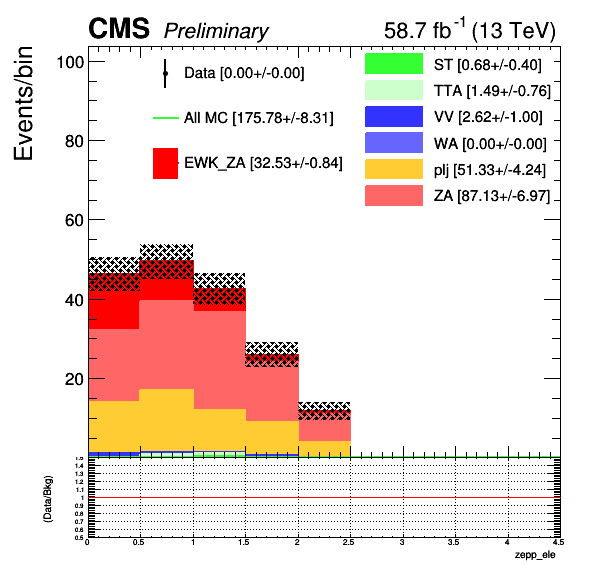 CMS Preliminary 58.7 fb⁻¹ (13 TeV)
Events/bin
100
80
60
40
20
Data [0.00+/-0.00]
All MC [175.78+/-8.31]
EWK_ZA [32.53+/-0.84]
ST [0.68+/-0.40]
TTA [1.49+/-0.76]
VV [2.62+/-1.00]
WA [0.00+/-0.00]
plj [51.33+/-4.24]
ZA [87.13+/-6.97]
(Data/Bkg)
1.5
1.4
1.3
1.2
1.1
1
0.9
0.8
0.7
0.6
0.5
0 0.5 1 1.5 2 2.5 3 3.5 4 4.5
zepp_ele